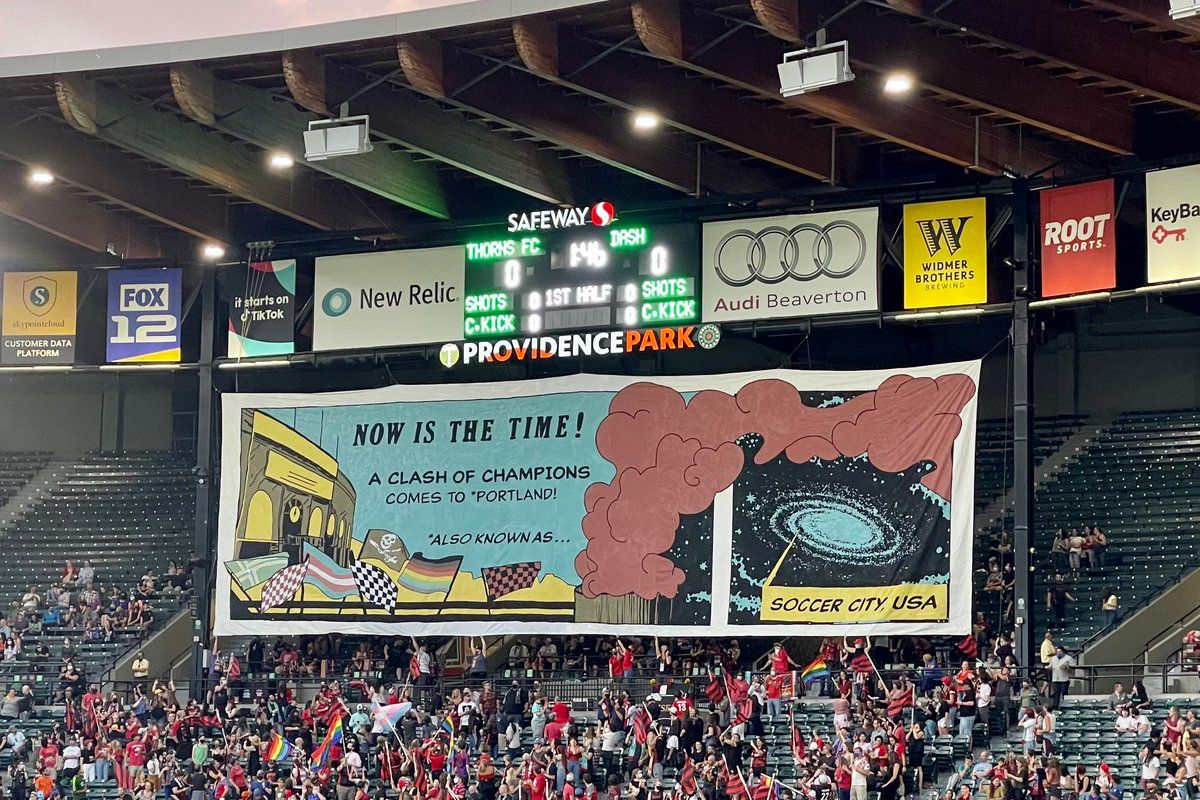 SAFEWAY
THORNS FC
1:46
DASH
0
0
SHOTS
0
1ST HALF
0
SHOTS
C.KICK
0
0
C.KICK
PROVIDENCE PARK
S
skypointcloud
CUSTOMER DATA
PLATFORM
FOX
12
it starts on
TikTok
New Relic
Audi Beaverton
W
WIDMER
BROTHERS
BREWING
ROOT
SPORTS
KeyBa
NOW IS THE TIME!
A CLASH OF CHAMPIONS
COMES TO *PORTLAND!
*ALSO KNOWN AS...
SOCCER CITY, USA